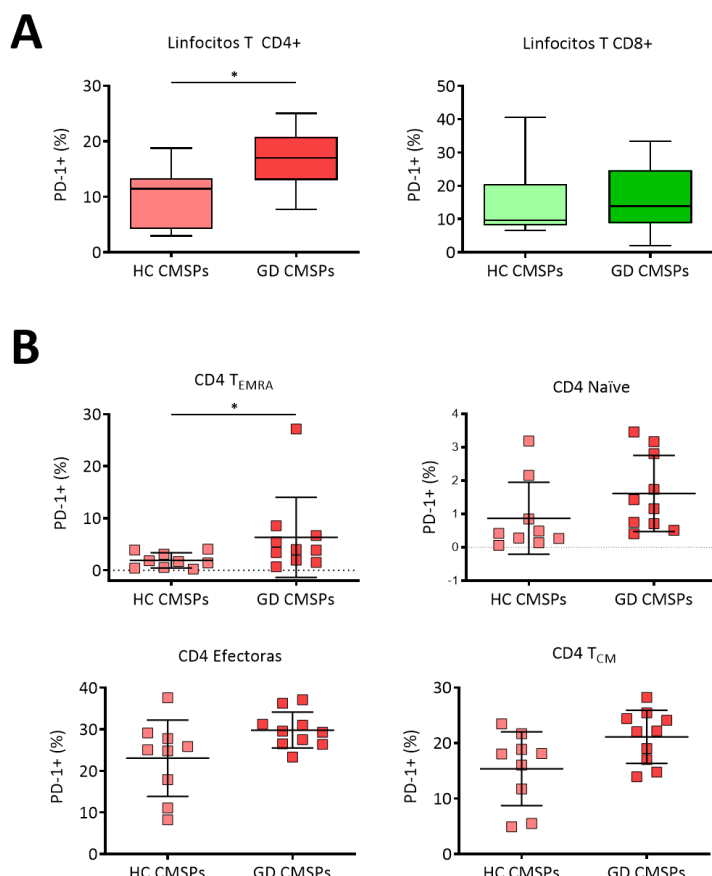 A
Linfocitos T CD4+
Linfocitos T CD8+
*
30
20
10
0
PD-1+ (%)
HC CMSPs
GD CMSPs
50
40
30
20
10
0
PD-1+ (%)
HC CMSPs
GD CMSPs
B
CD4 TEMRA
CD4 Naïve
*
30
20
10
0
PD-1+ (%)
HC CMSPs
GD CMSPs
4
3
2
1
0
-1
PD-1+ (%)
HC CMSPs
GD CMSPs
CD4 Efectoras
CD4 TCM
40
30
20
10
0
PD-1+ (%)
HC CMSPs
GD CMSPs
30
20
10
0
PD-1+ (%)
HC CMSPs
GD CMSPs